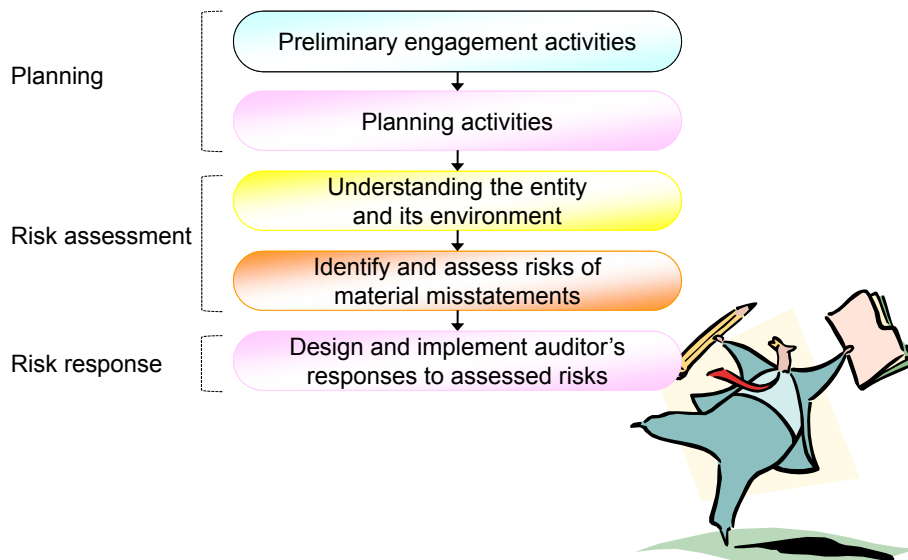 Planning
Preliminary engagement activities
Planning activities
Risk assessment
Understanding the entity
and its environment
Identify and assess risks of
material misstatements
Risk response
Design and implement auditor’s
responses to assessed risks